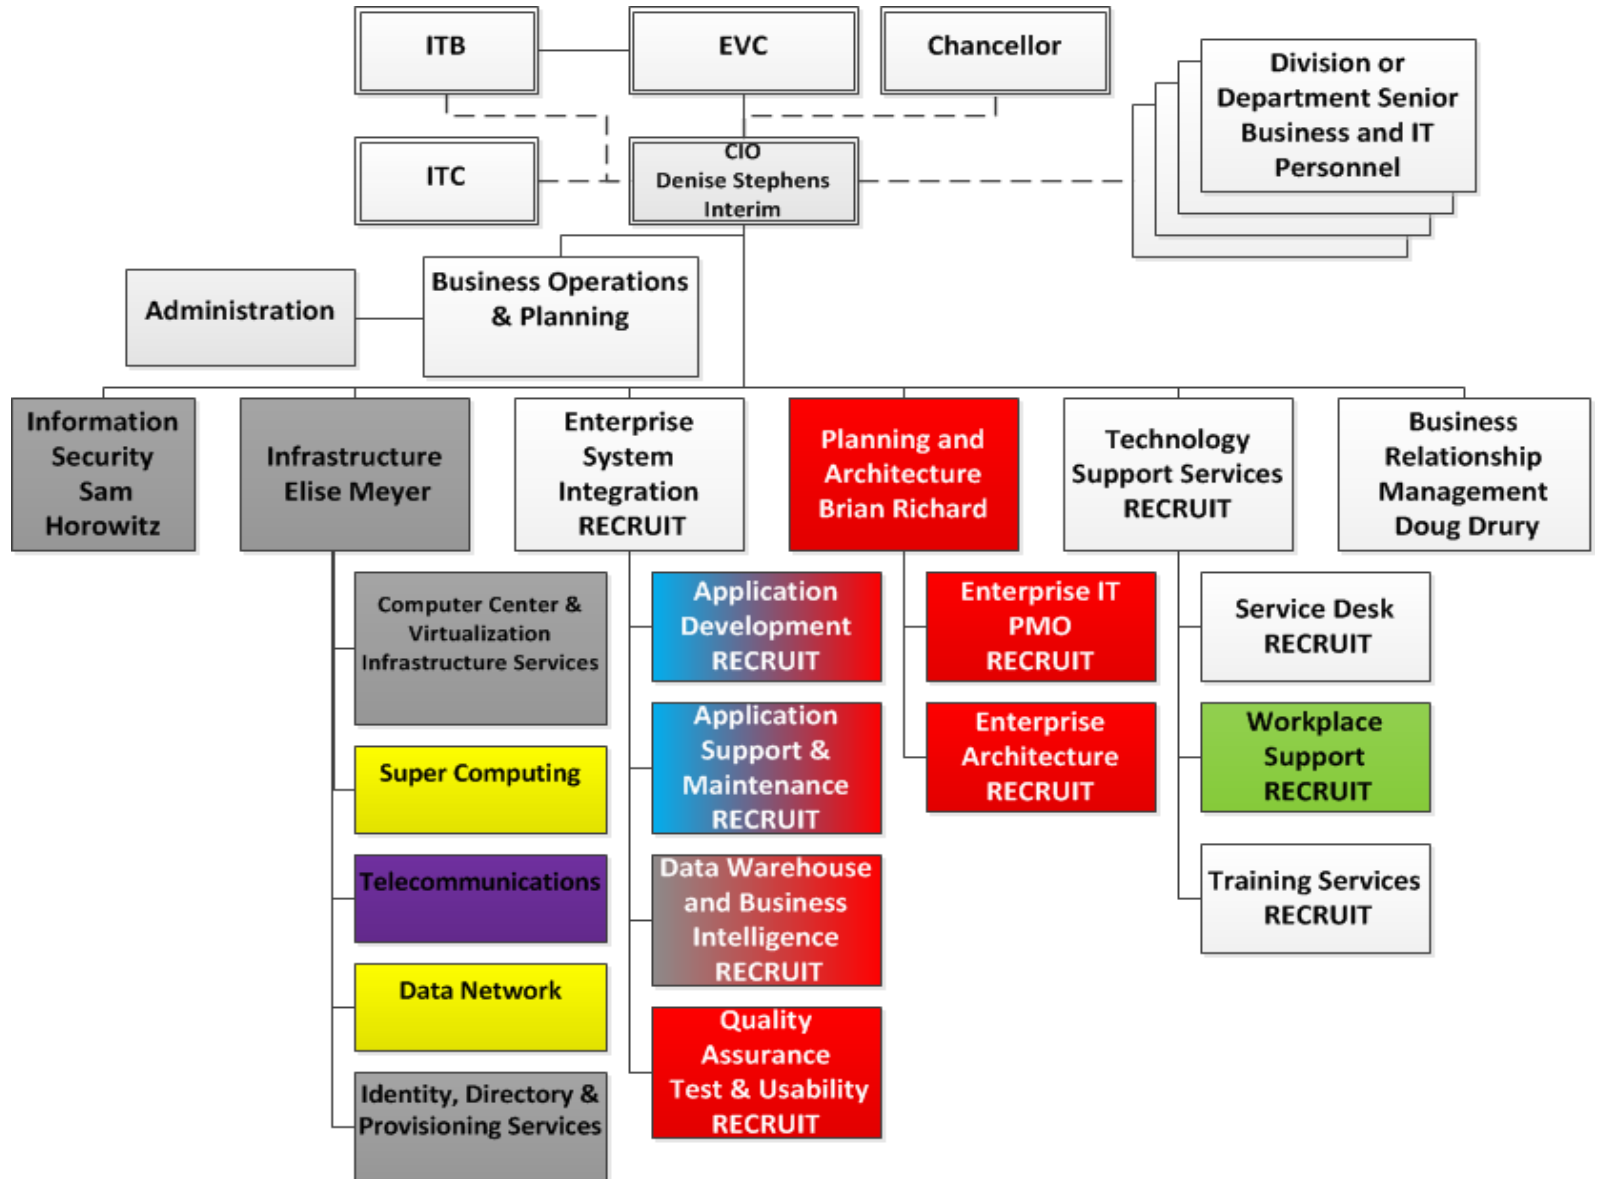 ITB
EVC
Chancellor
Division or
Department Senior
Business and IT
Personnel
ITC
CIO
Denise Stephens
Interim
Administration
Business Operations
& Planning
Information
Security
Sam
Horowitz
Infrastructure
Elise Meyer
Enterprise
System
Integration
RECRUIT
Planning and
Architecture
Brian Richard
Technology
Support Services
RECRUIT
Business
Relationship
Management
Doug Drury
Computer Center &
Virtualization
Infrastructure Services
Super Computing
Telecommunications
Data Network
Identity, Directory &
Provisioning Services
Application
Development
RECRUIT
Application
Support &
Maintenance
RECRUIT
Data Warehouse
and Business
Intelligence
RECRUIT
Quality
Assurance
Test & Usability
RECRUIT
Enterprise IT
PMO
RECRUIT
Enterprise
Architecture
RECRUIT
Service Desk
RECRUIT
Workplace
Support
RECRUIT
Training Services
RECRUIT